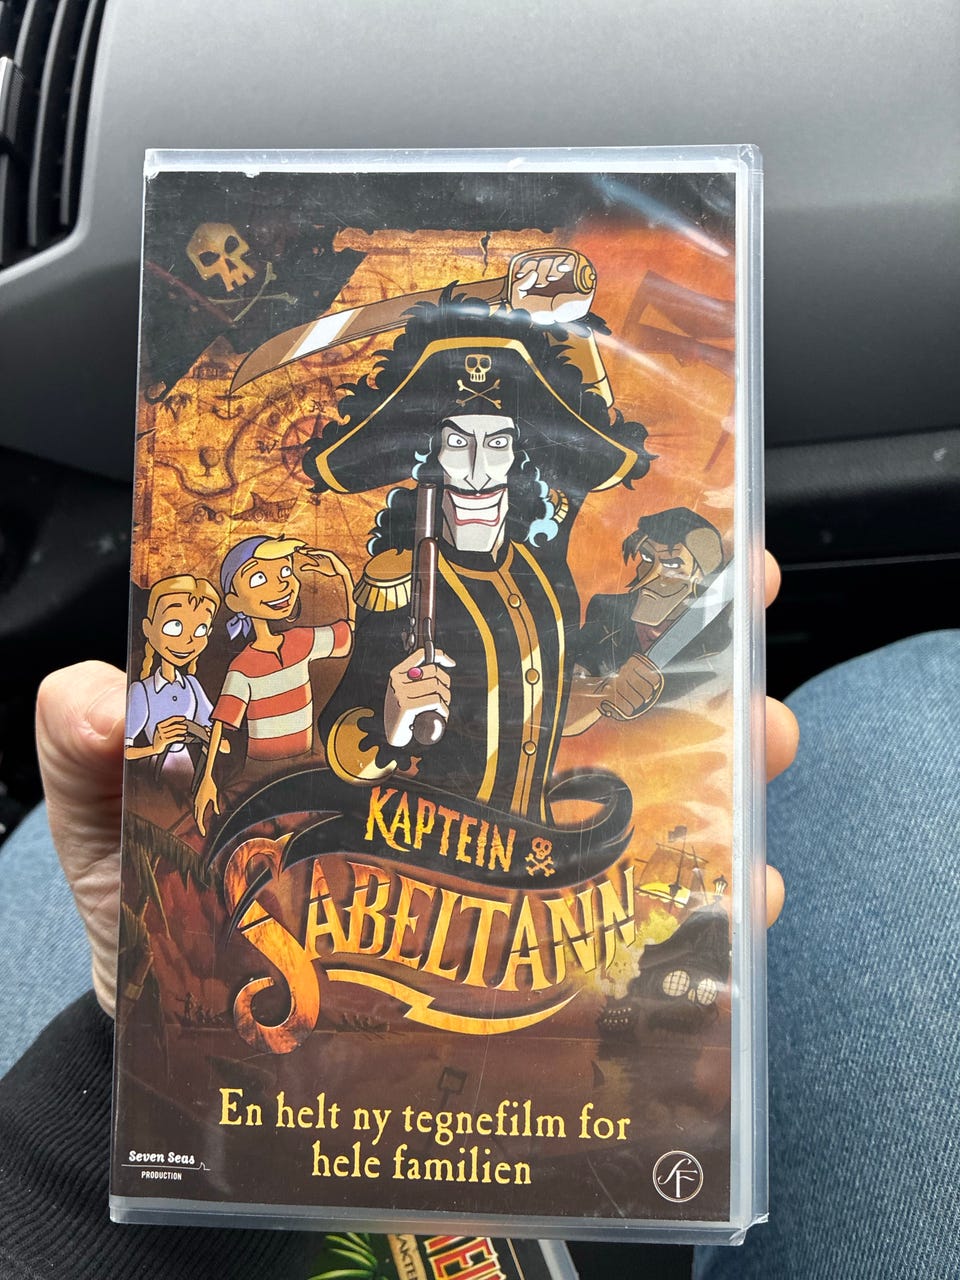 KAPTEIN
SABELTANN
En helt ny tegnefilm for
hele familien
Seven Seas
PRODUCTION
SF